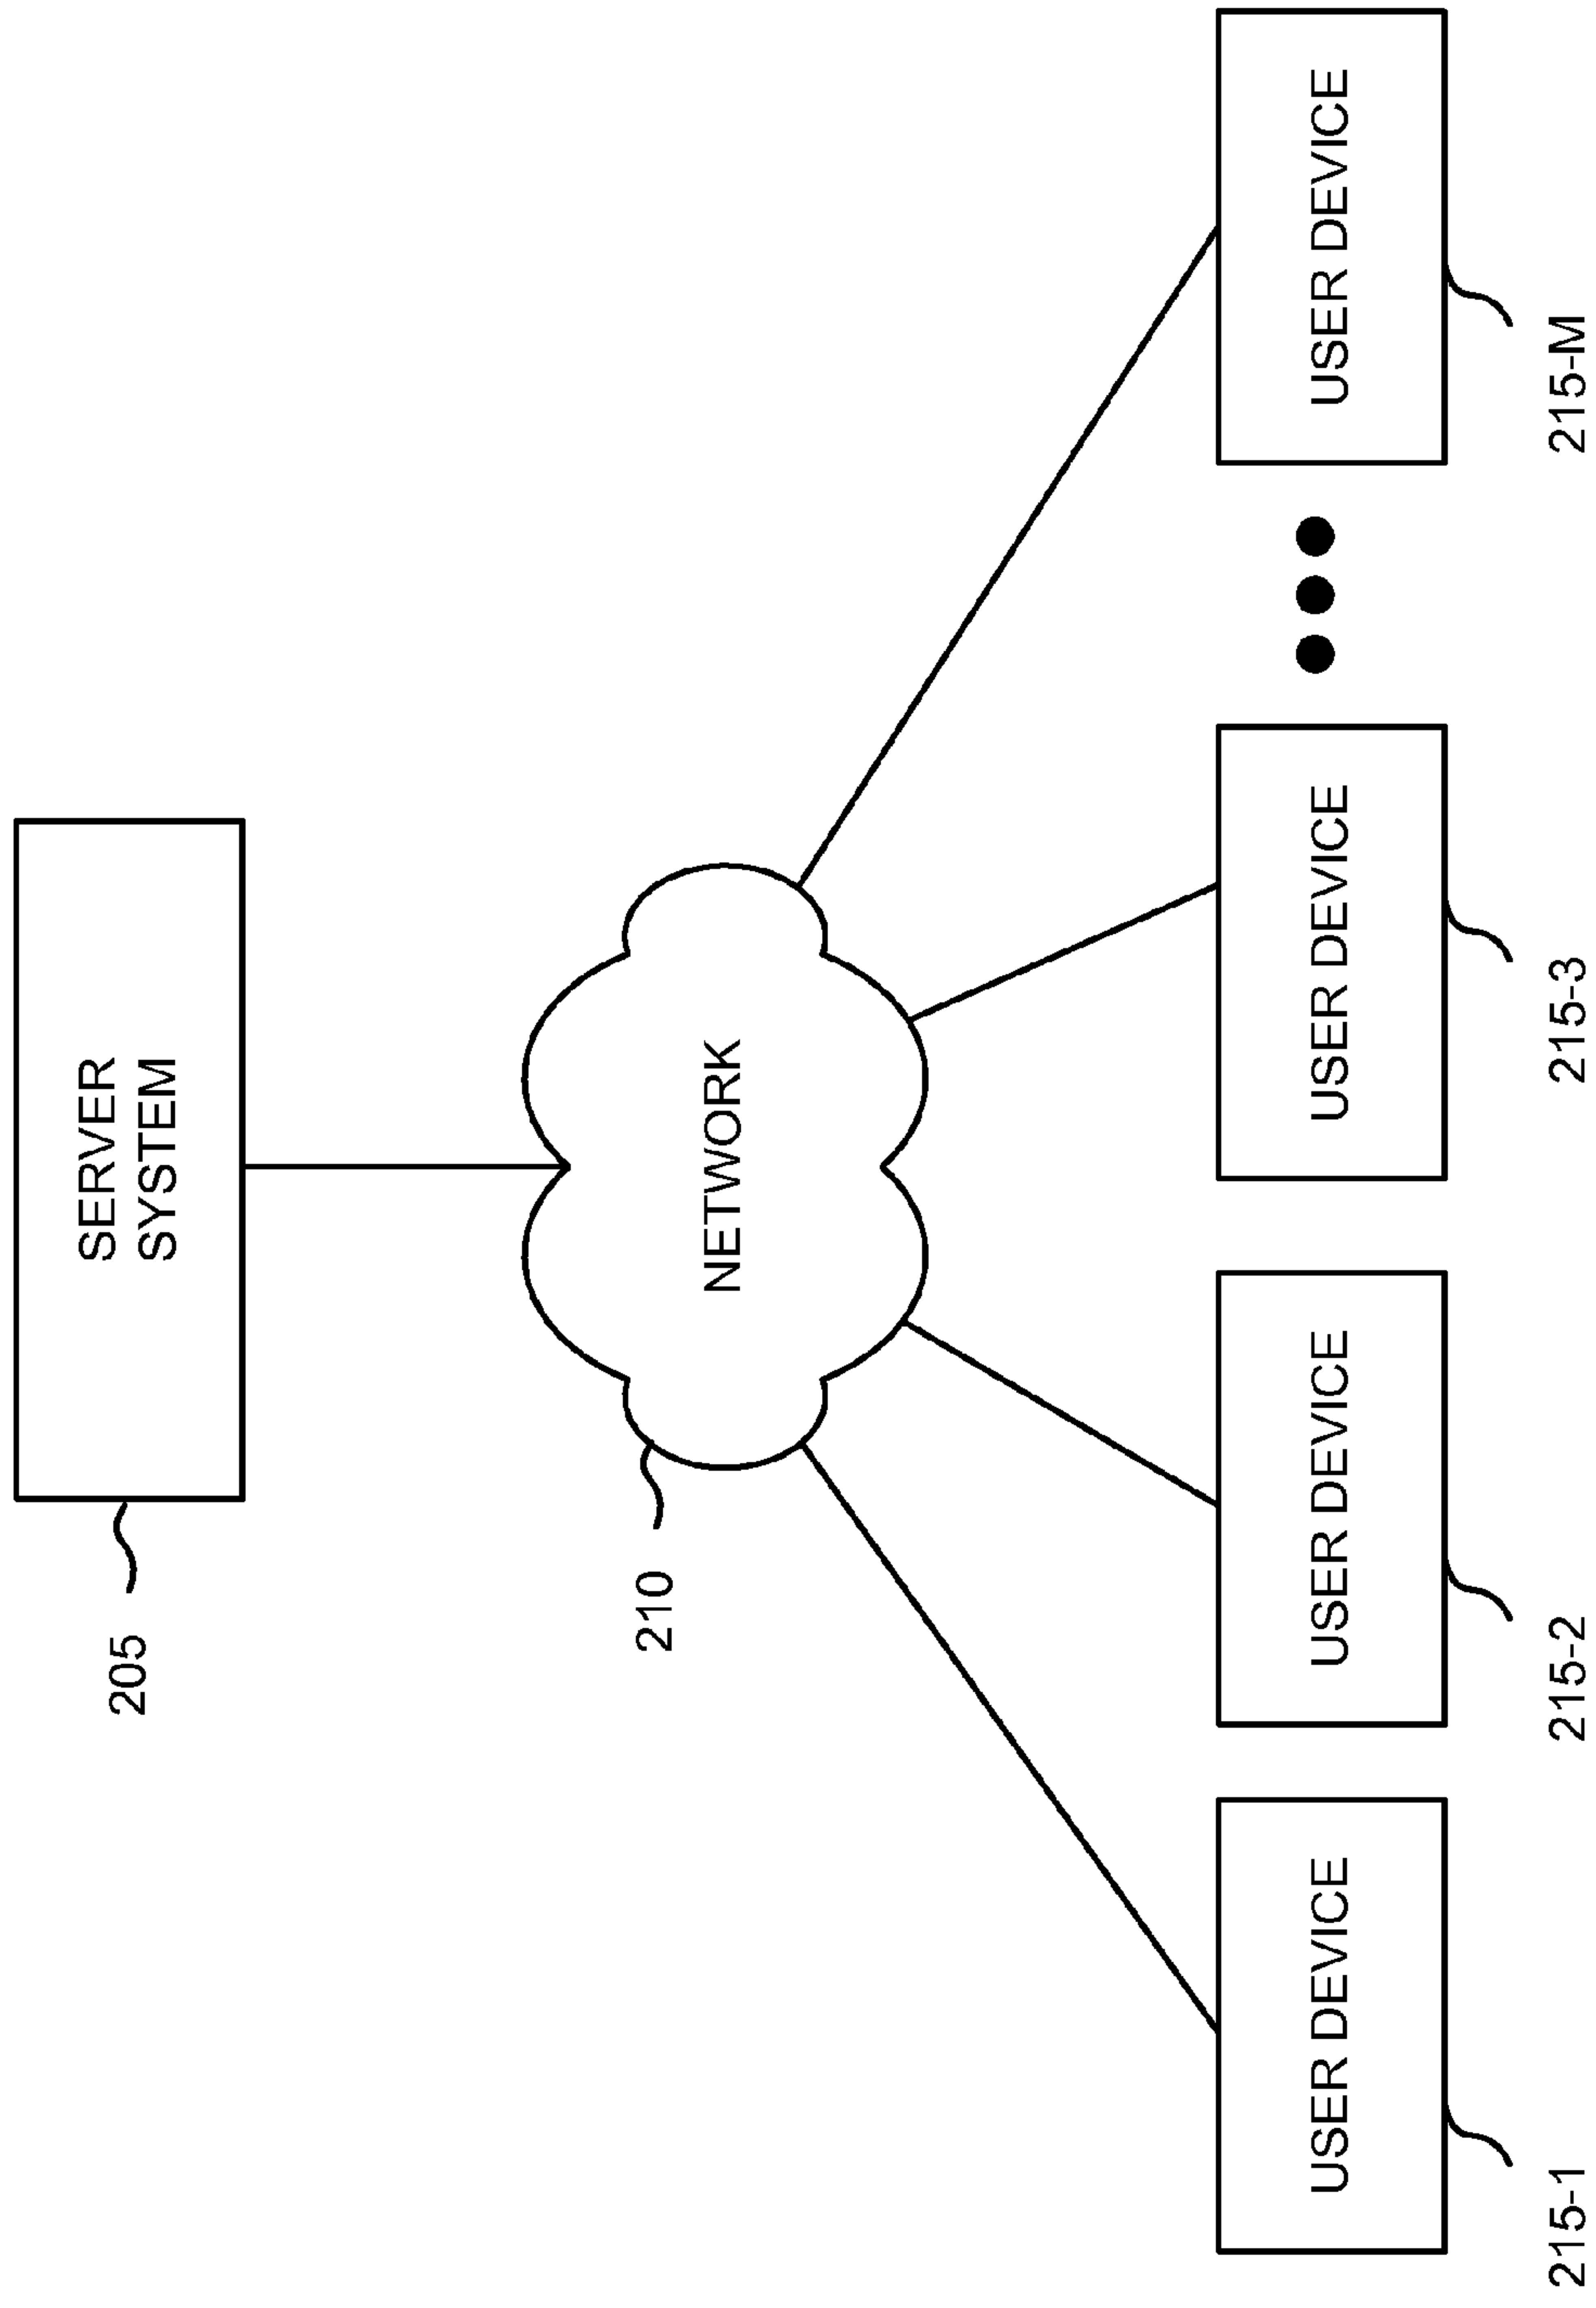 SERVER
SYSTEM
205
NETWORK
210
USER DEVICE
USER DEVICE
USER DEVICE
USER DEVICE
215-1
215-2
215-3
215-M